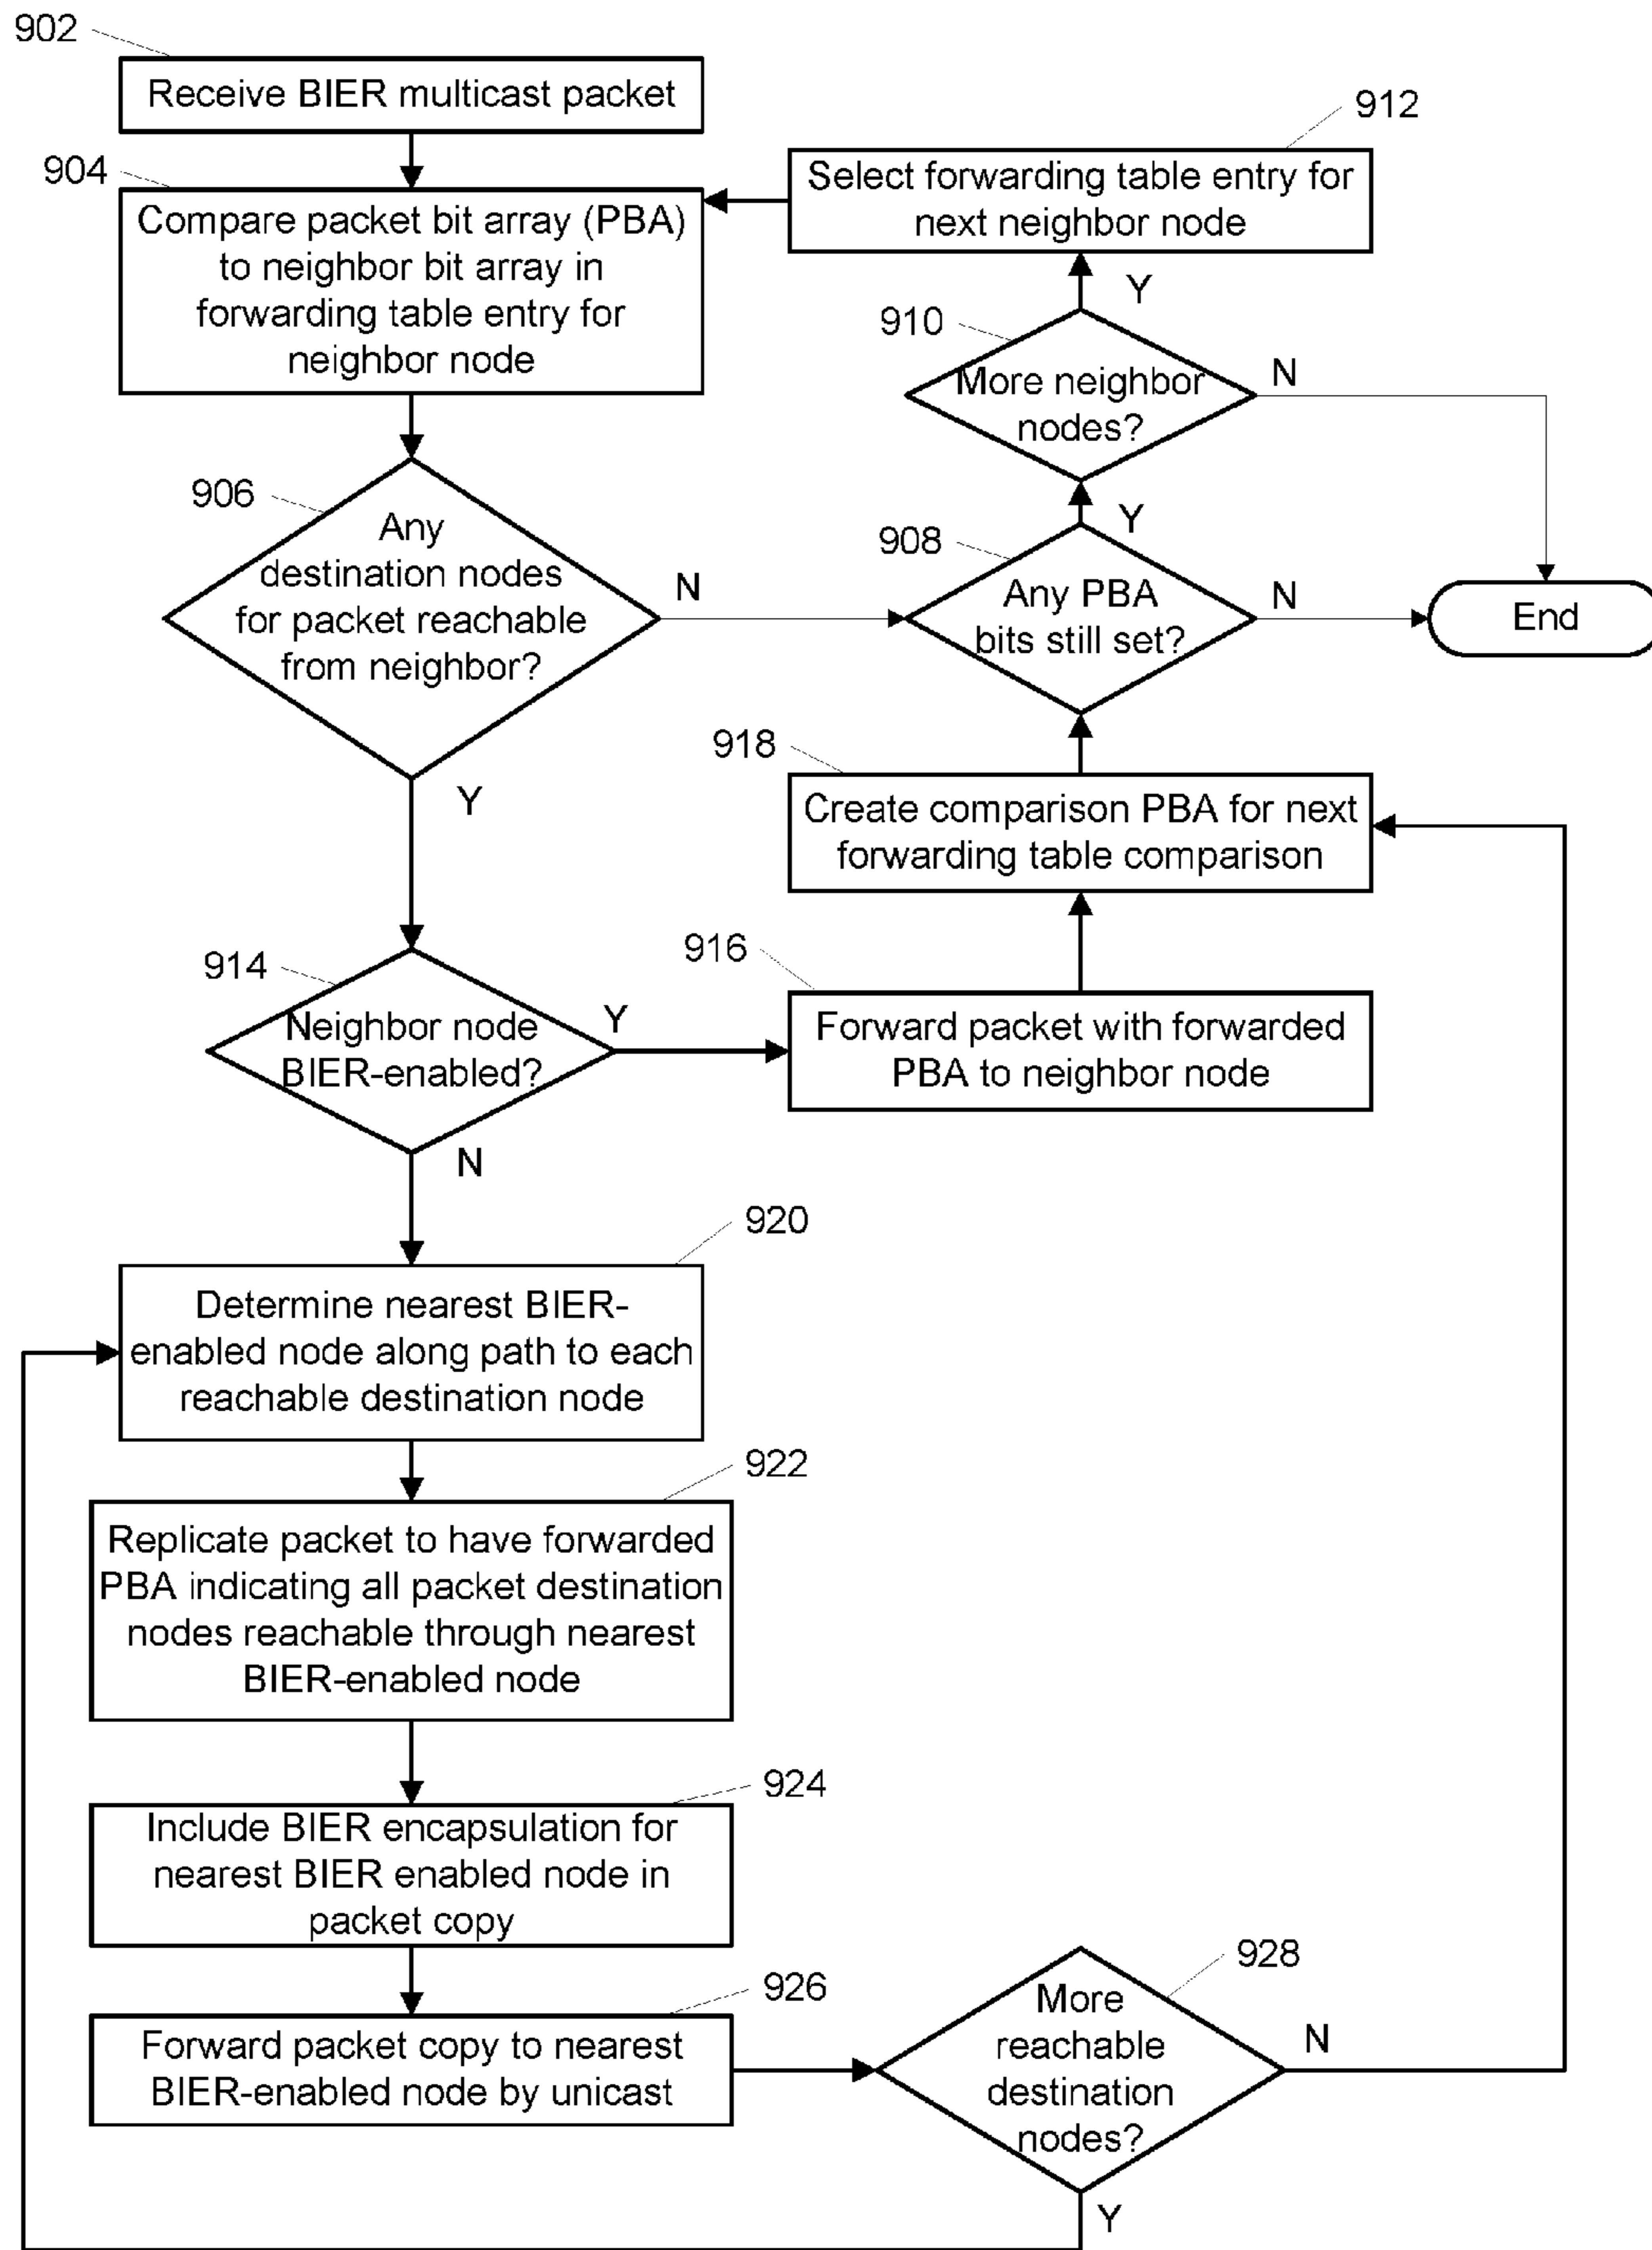 902
Receive BIER multicast packet
904
Compare packet bit array (PBA)
to neighbor bit array in
forwarding table entry for
neighbor node
912
Select forwarding table entry for
next neighbor node
Y
910
More neighbor
nodes?
N
906
Any
destination nodes
for packet reachable
from neighbor?
N
Y
Y
908
Any PBA
bits still set?
N
End
918
Create comparison PBA for next
forwarding table comparison
914
Neighbor node
BIER-enabled?
Y
N
916
Forward packet with forwarded
PBA to neighbor node
920
Determine nearest BIER-
enabled node along path to each
reachable destination node
922
Replicate packet to have forwarded
PBA indicating all packet destination
nodes reachable through nearest
BIER-enabled node
924
Include BIER encapsulation for
nearest BIER enabled node in
packet copy
926
Forward packet copy to nearest
BIER-enabled node by unicast
928
More
reachable
destination
nodes?
N
Y